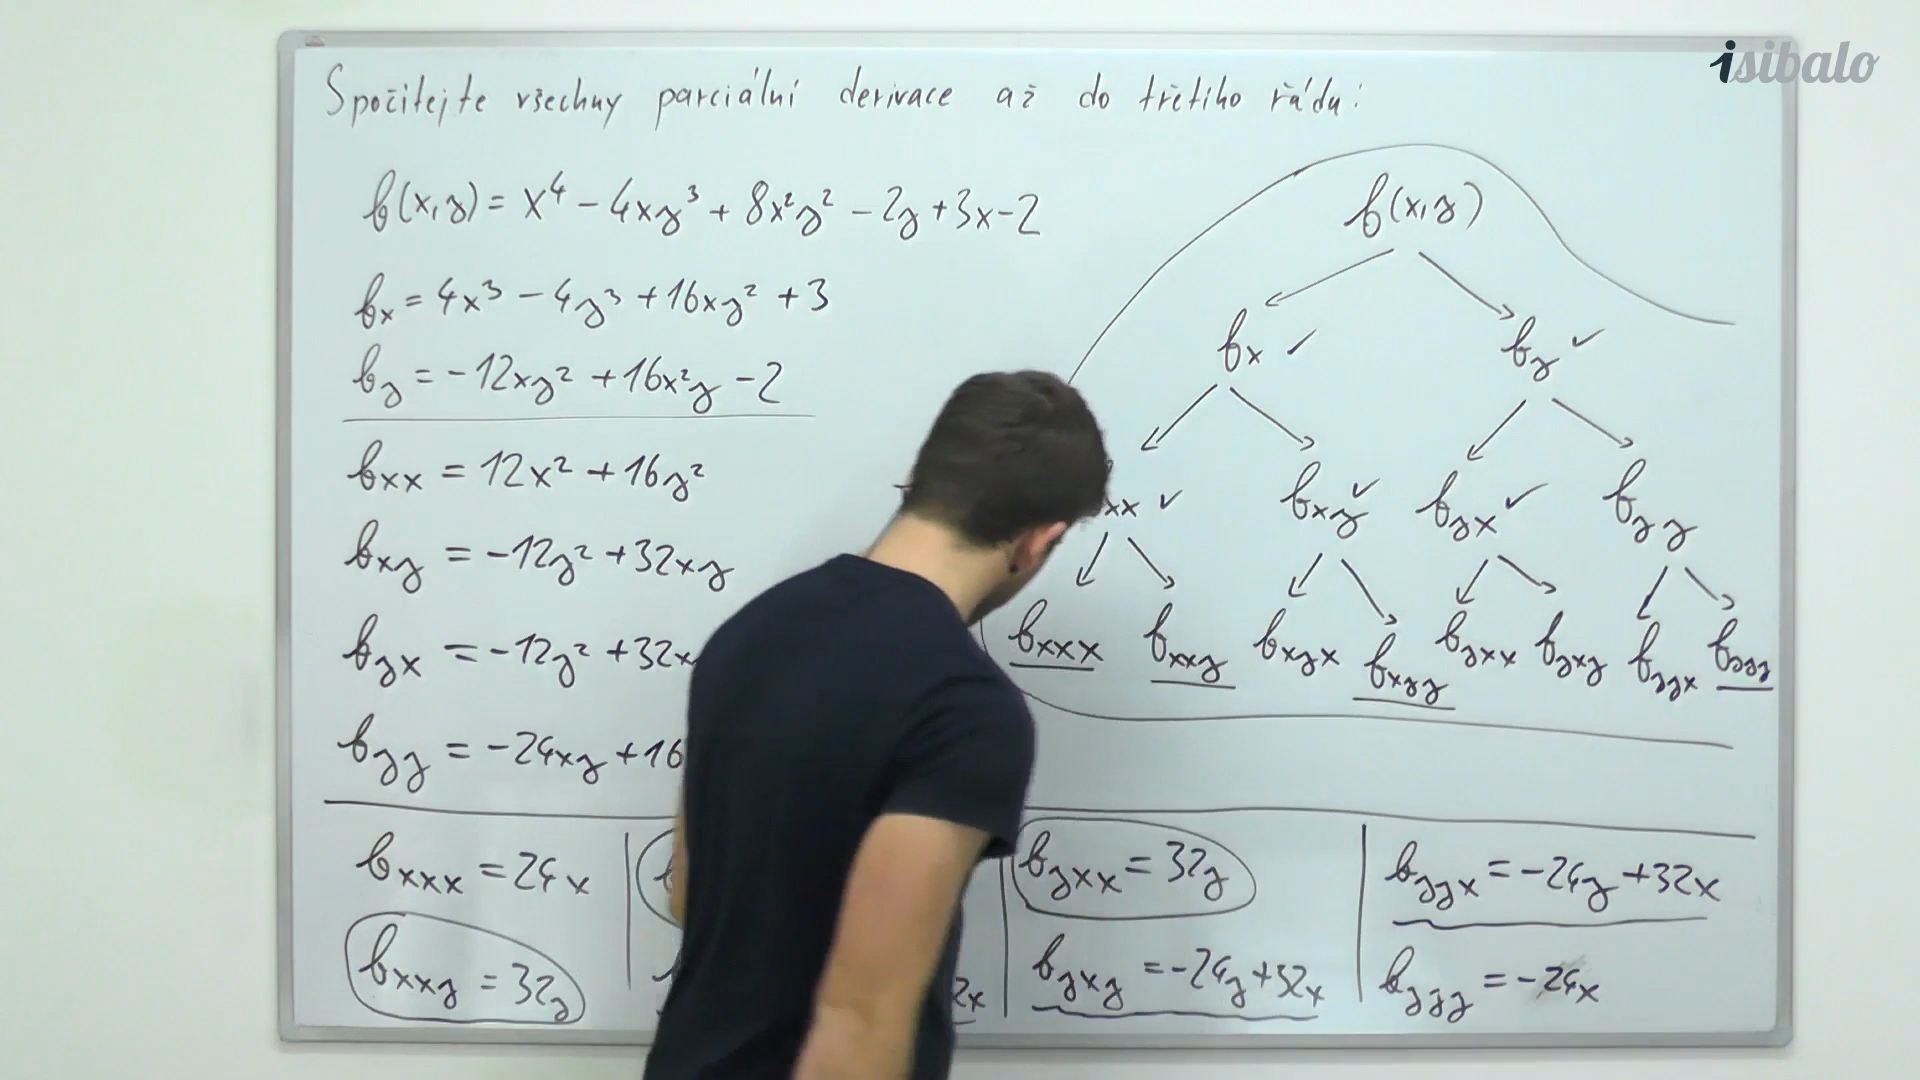 isibalo
Spočítejte všechny parciální derivace až do třetího řádu:
f(x,y) = x⁴ - 4xy³ + 8x²y² - 2y + 3x - 2
fx = 4x³ - 4y³ + 16xy² + 3
fy = -12xy² + 16x²y - 2
fxx = 12x² + 16y²
fxy = -12y² + 32xy
fyx = -12y² + 32x
fyy = -24xy + 16
f(x,y)
fx ✓ fy ✓
xx ✓ fxy ✓ fyx ✓ fyy
fxxx fxxy fxyx fxyy fyxx fyxy fyyx fyyy
fxxx = 24x
fxxy = 32y
2x
fyxx = 32y
fyxy = -24y + 32x
fyyx = -24y + 32x
fyyy = -24x